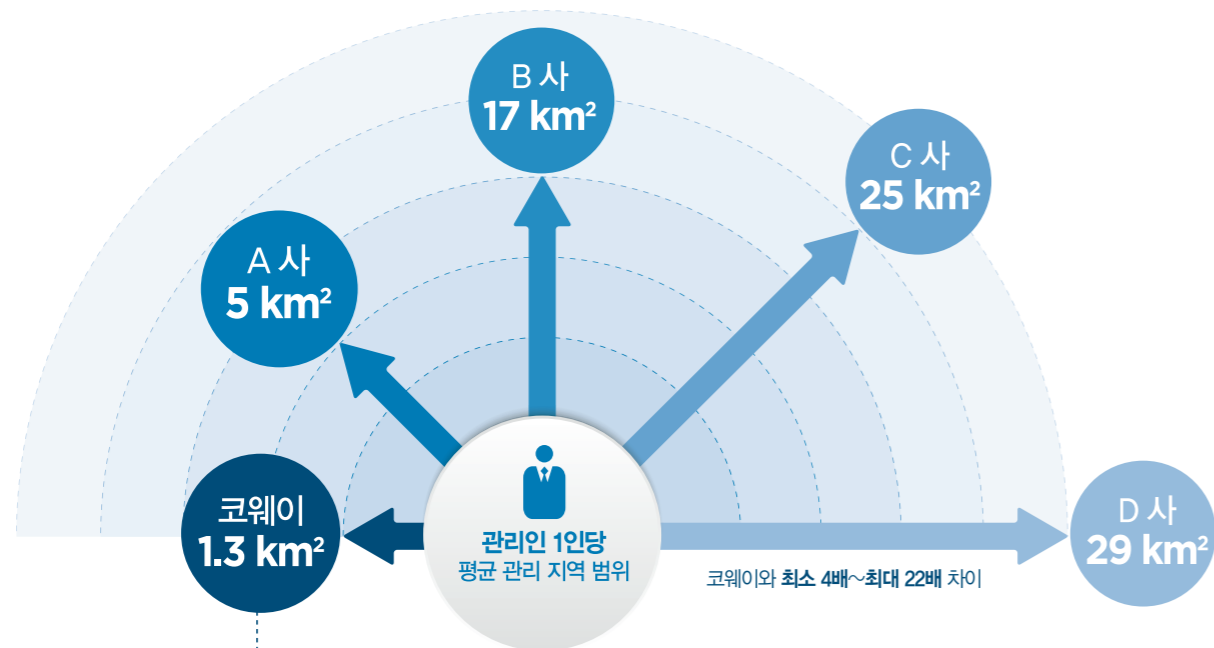 B 사
17 km²
C 사
25 km²
A 사
5 km²
코웨이
1.3 km²
관리인 1인당
평균 관리 지역 범위
D 사
29 km²
코웨이와 최소 4배~최대 22배 차이